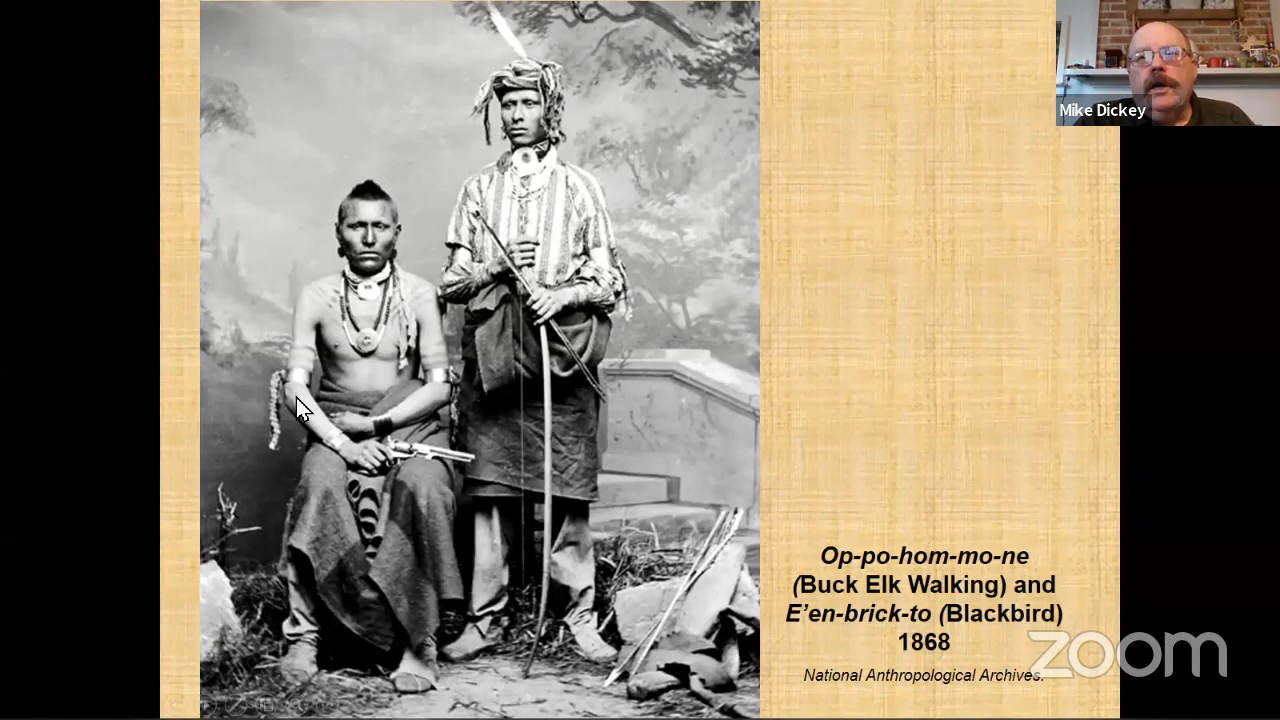 Mike Dickey
Op-po-hom-mo-ne
(Buck Elk Walking) and
E’en-brick-to (Blackbird)
1868
National Anthropological Archives.
zoom